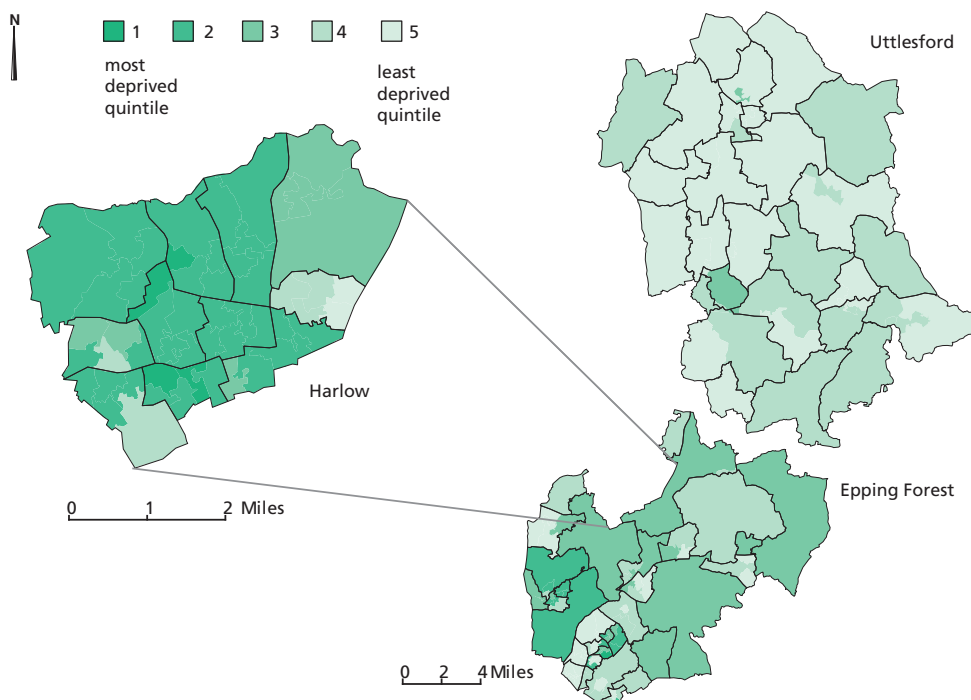 N
1
2
3
4
5
most
deprived
quintile
least
deprived
quintile
Uttlesford
Harlow
0 1 2 Miles
Epping Forest
0 2 4 Miles